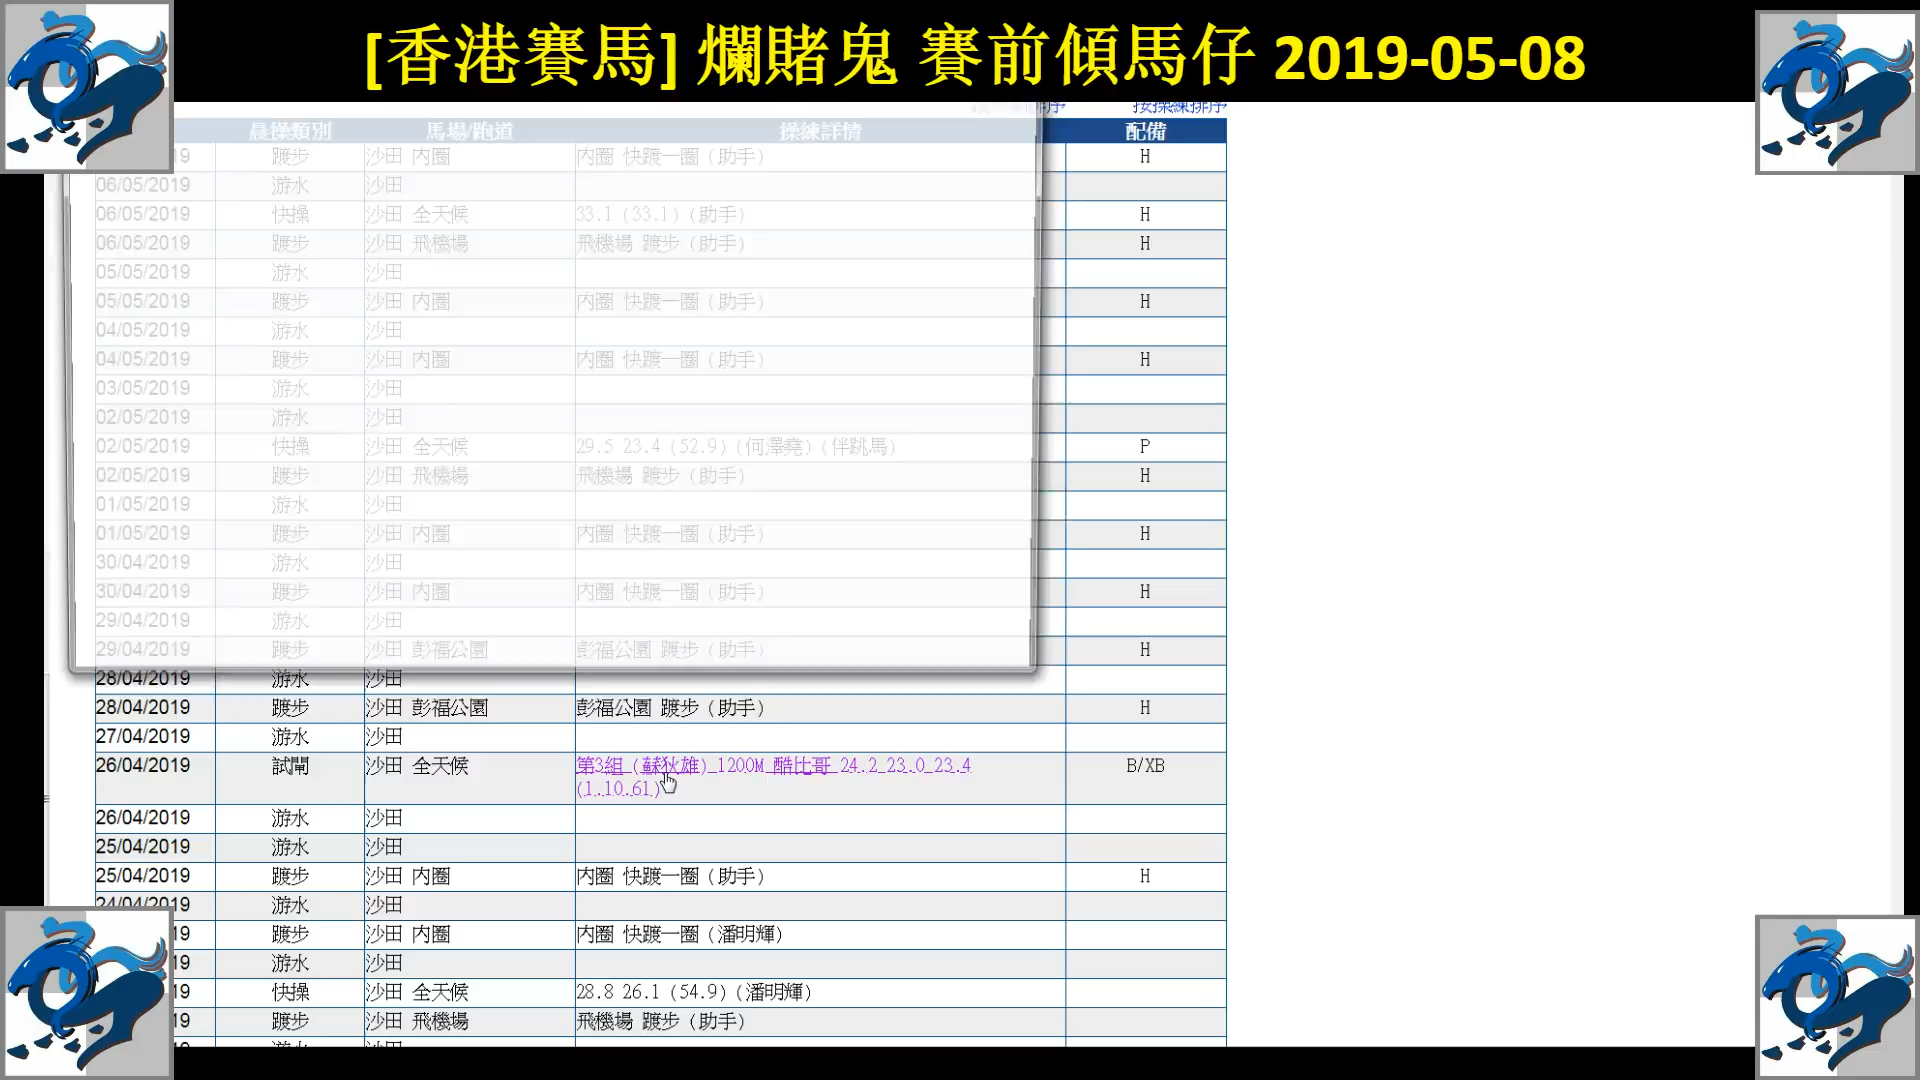 [香港賽馬] 爛賭鬼 賽前傾馬仔 2019-05-08
按操練排序
晨操類別 馬場/跑道 操練詳情 配備
19 踱步 沙田 內圈 內圈 快踱一圈 (助手) H
06/05/2019 游水 沙田
06/05/2019 快操 沙田 全天候 33.1 (33.1) (助手) H
06/05/2019 踱步 沙田 飛機場 飛機場 踱步 (助手) H
05/05/2019 游水 沙田
05/05/2019 踱步 沙田 內圈 內圈 快踱一圈 (助手) H
04/05/2019 游水 沙田
04/05/2019 踱步 沙田 內圈 內圈 快踱一圈 (助手) H
03/05/2019 游水 沙田
02/05/2019 游水 沙田
02/05/2019 快操 沙田 全天候 29.5 23.4 (52.9) (何澤堯) (伴跳馬) P
02/05/2019 踱步 沙田 飛機場 飛機場 踱步 (助手) H
01/05/2019 游水 沙田
01/05/2019 踱步 沙田 內圈 內圈 快踱一圈 (助手) H
30/04/2019 游水 沙田
30/04/2019 踱步 沙田 內圈 內圈 快踱一圈 (助手) H
29/04/2019 游水 沙田
29/04/2019 踱步 沙田 彭福公園 彭福公園 踱步 (助手) H
28/04/2019 游水 沙田
28/04/2019 踱步 沙田 彭福公園 彭福公園 踱步 (助手) H
27/04/2019 游水 沙田
26/04/2019 試閘 沙田 全天候 第3組 (蘇狄雄) 1200M 酷比哥 24.2 23.0 23.4 B/XB
(1.10.61)
26/04/2019 游水 沙田
25/04/2019 游水 沙田
25/04/2019 踱步 沙田 內圈 內圈 快踱一圈 (助手) H
24/04/2019 游水 沙田
19 踱步 沙田 內圈 內圈 快踱一圈 (潘明輝)
19 游水 沙田
19 快操 沙田 全天候 28.8 26.1 (54.9) (潘明輝)
19 踱步 沙田 飛機場 飛機場 踱步 (助手)
游水 沙田